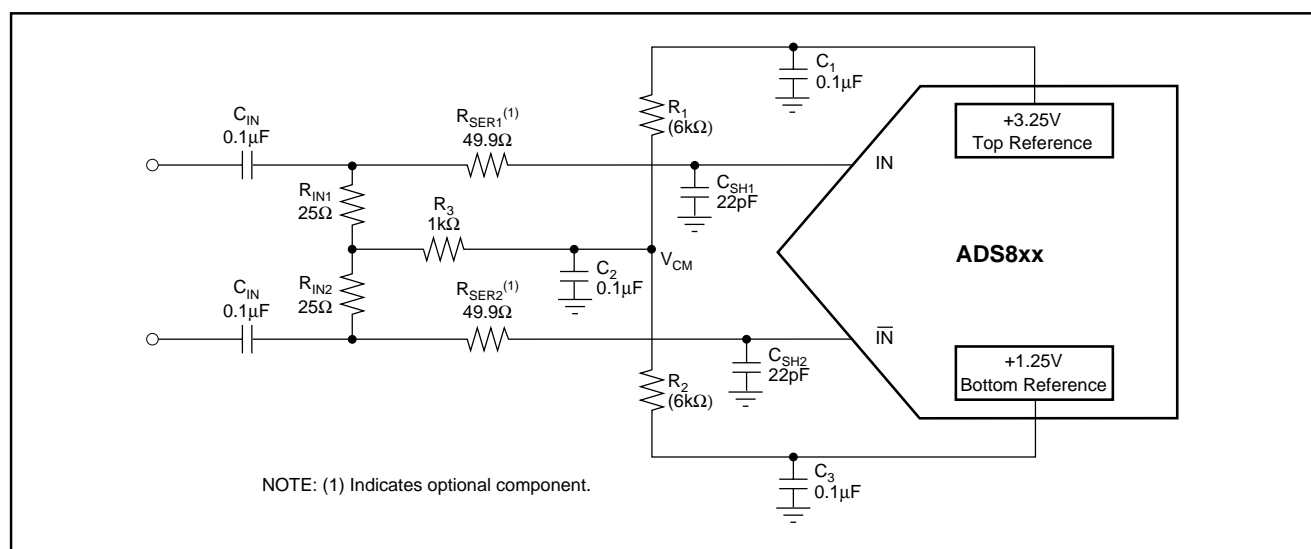 C1
0.1µF
+3.25V
Top Reference
R1
(6kΩ)
CIN
0.1µF
RSER1(1)
49.9Ω
IN
CSH1
22pF
RIN1
25Ω
R3
1kΩ
VCM
ADS8xx
C2
0.1µF
CIN
0.1µF
RIN2
25Ω
RSER2(1)
49.9Ω
I̅N̅
CSH2
22pF
R2
(6kΩ)
+1.25V
Bottom Reference
C3
0.1µF
NOTE: (1) Indicates optional component.